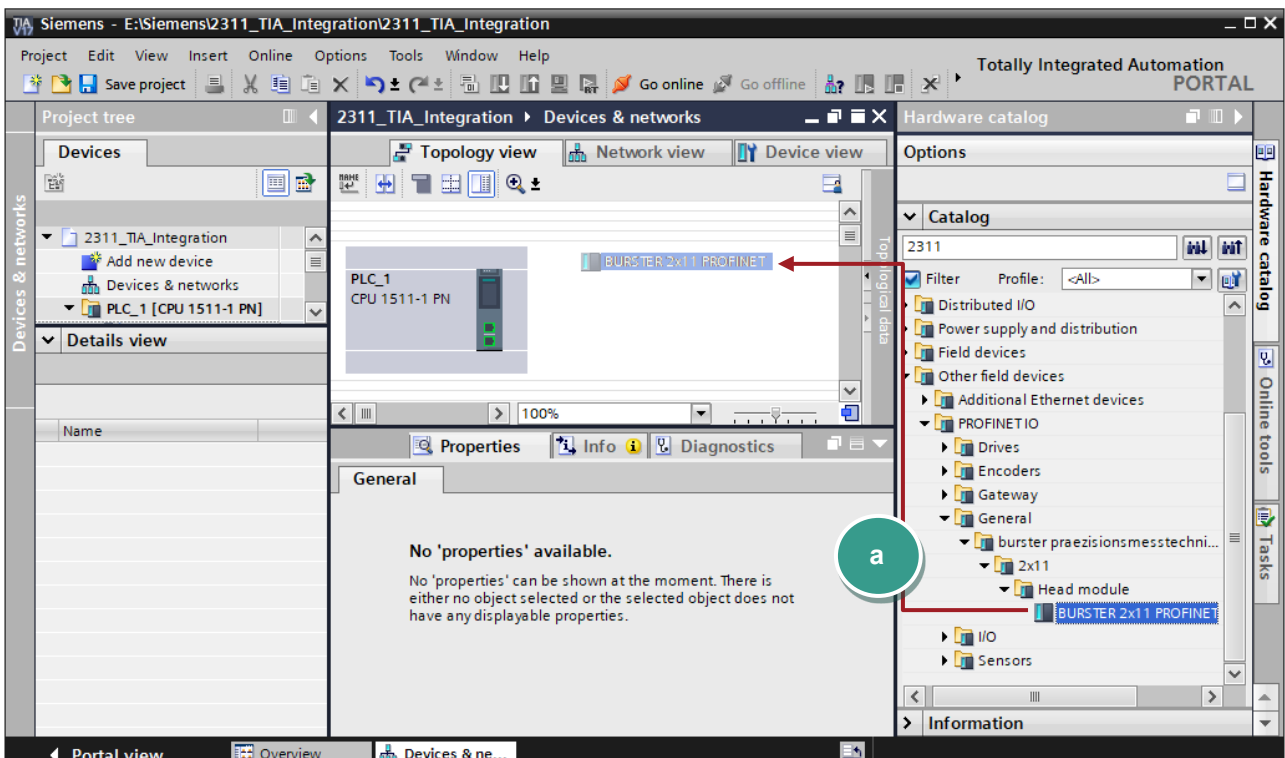 TIA V17 Siemens - E:\Siemens\2311_TIA_Integration\2311_TIA_Integration
Project Edit View Insert Online Options Tools Window Help
Totally Integrated Automation
PORTAL
Save project Go online Go offline
Project tree
Devices
Devices & networks
2311_TIA_Integration
Add new device
Devices & networks
PLC_1 [CPU 1511-1 PN]
Details view
Name
2311_TIA_Integration Devices & networks
Topology view Network view Device view
NAME
PLC_1
CPU 1511-1 PN
BURSTER 2x11 PROFINET
Topological data
100%
Properties Info Diagnostics
General
No 'properties' available.
No 'properties' can be shown at the moment. There is
either no object selected or the selected object does not
have any displayable properties.
a
Hardware catalog
Options
Catalog
2311
Filter Profile: <All>
Distributed I/O
Power supply and distribution
Field devices
Other field devices
Additional Ethernet devices
PROFINET IO
Drives
Encoders
Gateway
General
burster praezisionsmesstechni...
2x11
Head module
BURSTER 2x11 PROFINET
I/O
Sensors
Information
Hardware catalog
Online tools
Tasks
Portal view Overview Devices & ne...